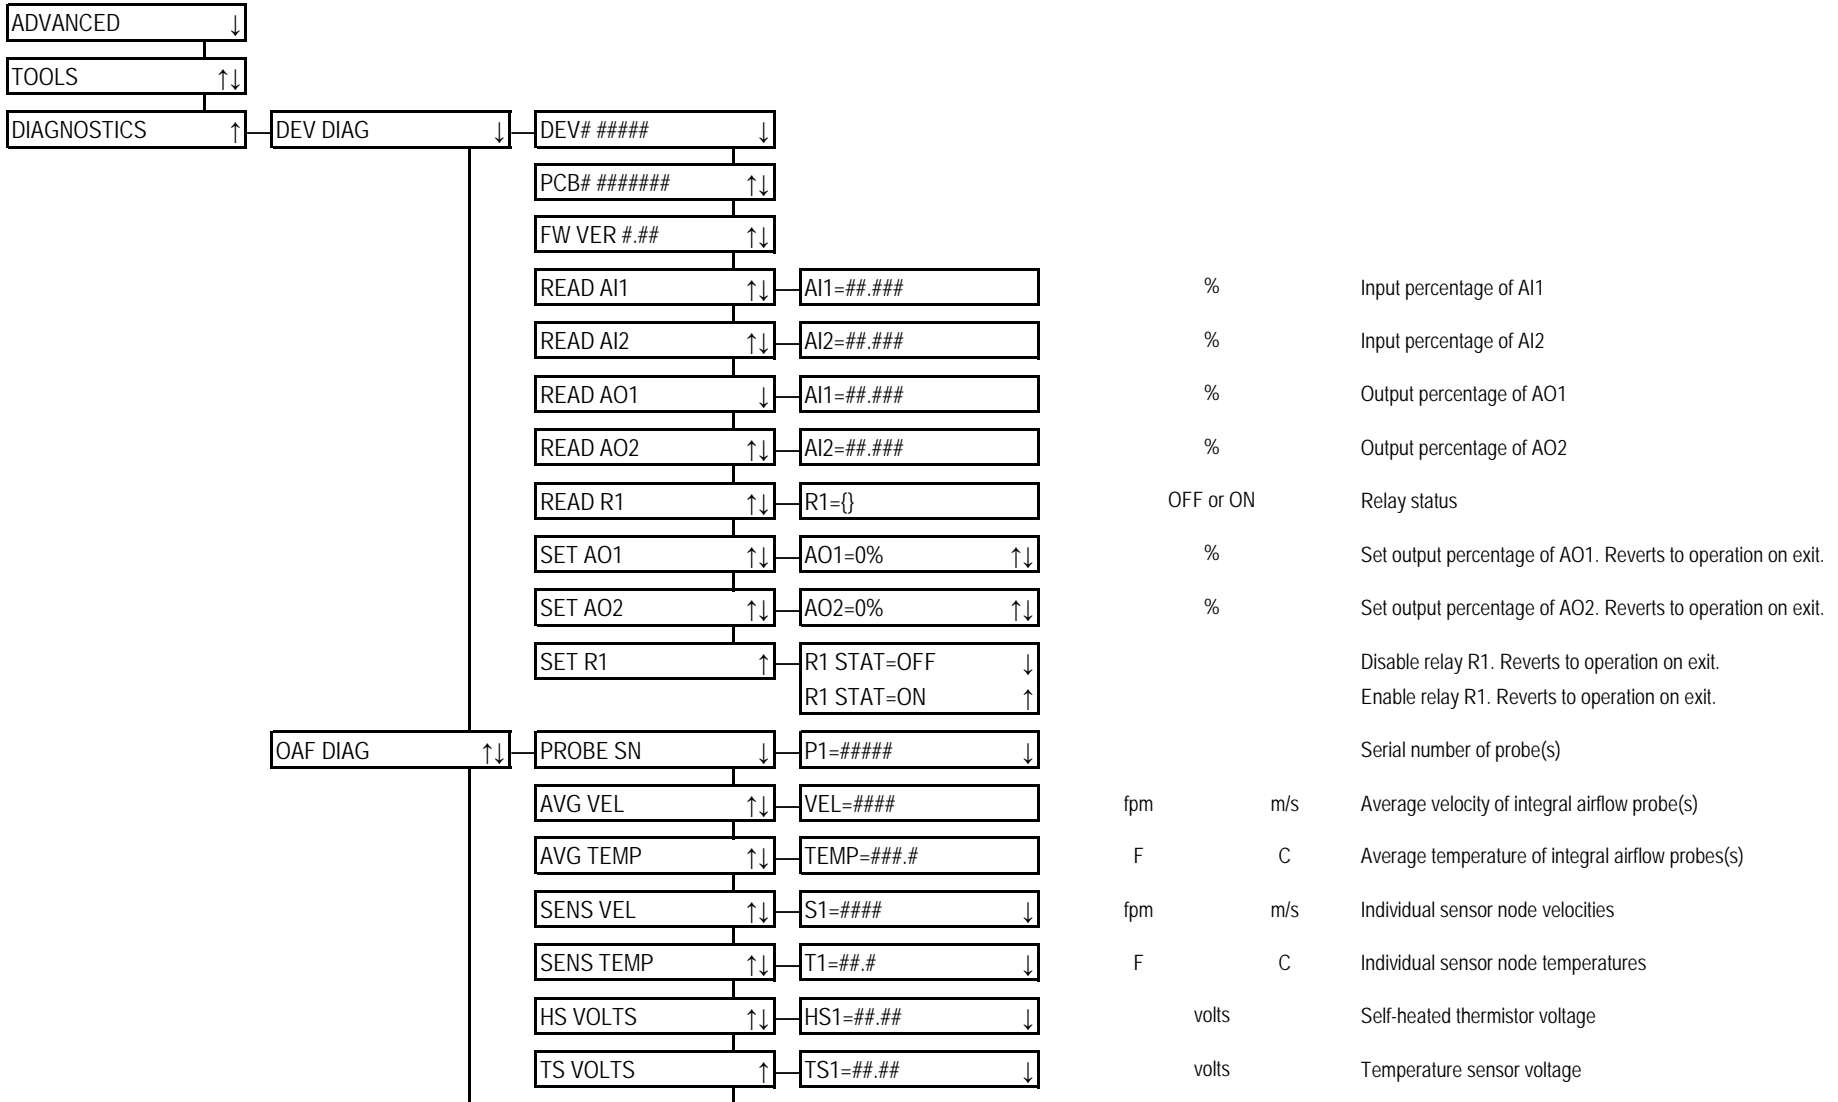 ADVANCED ↓
TOOLS ↑↓
DIAGNOSTICS ↑ DEV DIAG ↓ DEV# ##### ↓
PCB# ####### ↑↓
FW VER #.## ↑↓
READ AI1 ↑↓ AI1=##.### % Input percentage of AI1
READ AI2 ↑↓ AI2=##.### % Input percentage of AI2
READ AO1 ↓ AI1=##.### % Output percentage of AO1
READ AO2 ↑↓ AI2=##.### % Output percentage of AO2
READ R1 ↑↓ R1={} OFF or ON Relay status
SET AO1 ↑↓ AO1=0% ↑↓ % Set output percentage of AO1. Reverts to operation on exit.
SET AO2 ↑↓ AO2=0% ↑↓ % Set output percentage of AO2. Reverts to operation on exit.
SET R1 ↑ R1 STAT=OFF ↓ Disable relay R1. Reverts to operation on exit.
R1 STAT=ON ↑ Enable relay R1. Reverts to operation on exit.
OAF DIAG ↑↓ PROBE SN ↓ P1=##### ↓ Serial number of probe(s)
AVG VEL ↑↓ VEL=#### fpm m/s Average velocity of integral airflow probe(s)
AVG TEMP ↑↓ TEMP=###.# F C Average temperature of integral airflow probes(s)
SENS VEL ↑↓ S1=#### ↓ fpm m/s Individual sensor node velocities
SENS TEMP ↑↓ T1=##.# ↓ F C Individual sensor node temperatures
HS VOLTS ↑↓ HS1=##.## ↓ volts Self-heated thermistor voltage
TS VOLTS ↑ TS1=##.## ↓ volts Temperature sensor voltage